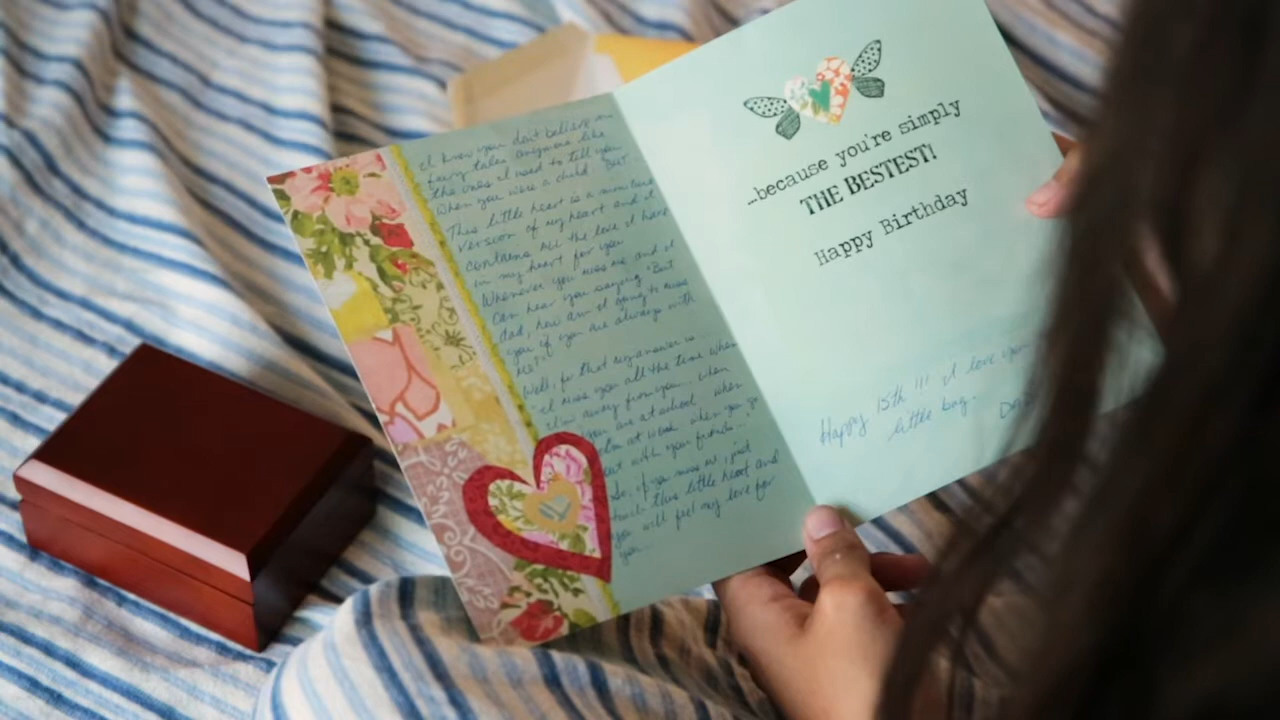 I know you don't believe in
fairy tales anymore like
the ones I used to tell you
when you were a child. But
This little heart is a miniature
version of my heart and it
contains all the love I have
in my heart for you
Whenever you miss me and I
can hear you saying "But
dad, how am I going to miss
you if you are always with
me?"
Well, for that my answer is
I miss you all the time when
I'm away from you, when
you are at school when
I'm at work when you go
out with your friends...
So, if you miss me, just
touch this little heart and
you will feel my love for
you...
...because you're simply
THE BESTEST!
Happy Birthday
Happy 15th !!! I love you
little bug.
Dad